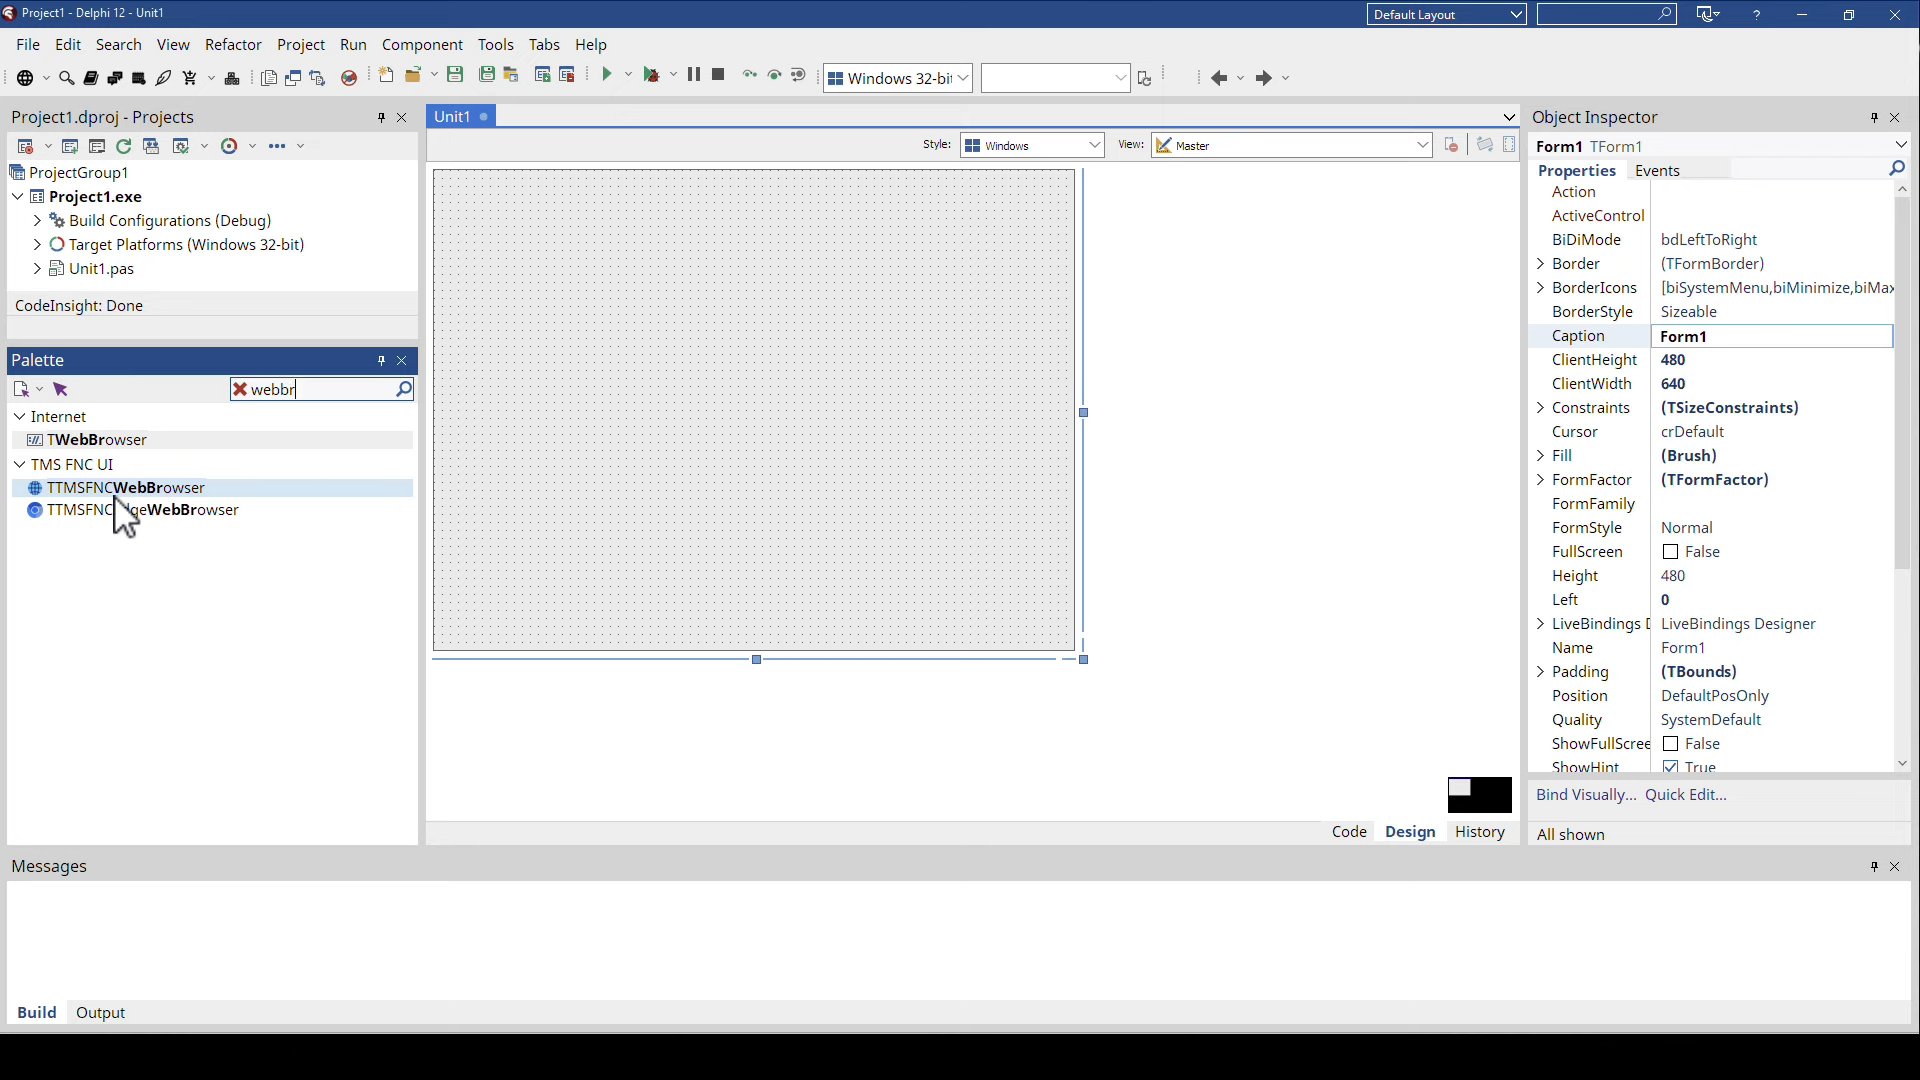 Project1 - Delphi 12 - Unit1
Default Layout
File Edit Search View Refactor Project Run Component Tools Tabs Help
Windows 32-bit
Project1.dproj - Projects
ProjectGroup1
Project1.exe
Build Configurations (Debug)
Target Platforms (Windows 32-bit)
Unit1.pas
CodeInsight: Done
Palette
webbr
Internet
TWebBrowser
TMS FNC UI
TTMSFNCWebBrowser
TTMSFNC dgeWebBrowser
Unit1
Style: Windows View: Master
Code Design History
Object Inspector
Form1 TForm1
Properties Events
Action
ActiveControl
BiDiMode bdLeftToRight
Border (TFormBorder)
BorderIcons [biSystemMenu,biMinimize,biMax
BorderStyle Sizeable
Caption Form1
ClientHeight 480
ClientWidth 640
Constraints (TSizeConstraints)
Cursor crDefault
Fill (Brush)
FormFactor (TFormFactor)
FormFamily
FormStyle Normal
FullScreen False
Height 480
Left 0
LiveBindings D LiveBindings Designer
Name Form1
Padding (TBounds)
Position DefaultPosOnly
Quality SystemDefault
ShowFullScree False
ShowHint True
Bind Visually... Quick Edit...
All shown
Messages
Build Output